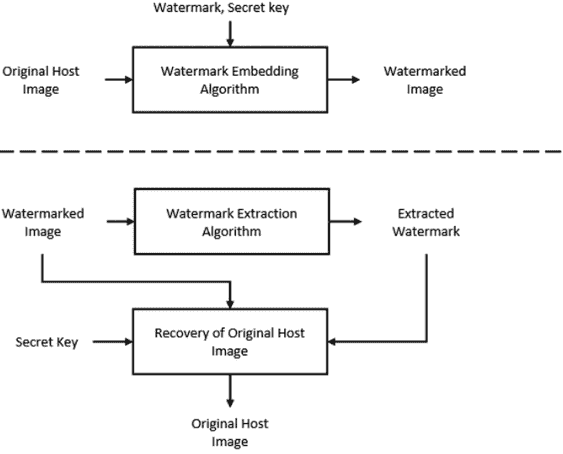 Watermark, Secret key
Original Host
Image
Watermark Embedding
Algorithm
Watermarked
Image
Watermarked
Image
Watermark Extraction
Algorithm
Extracted
Watermark
Secret Key
Recovery of Original Host
Image
Original Host
Image